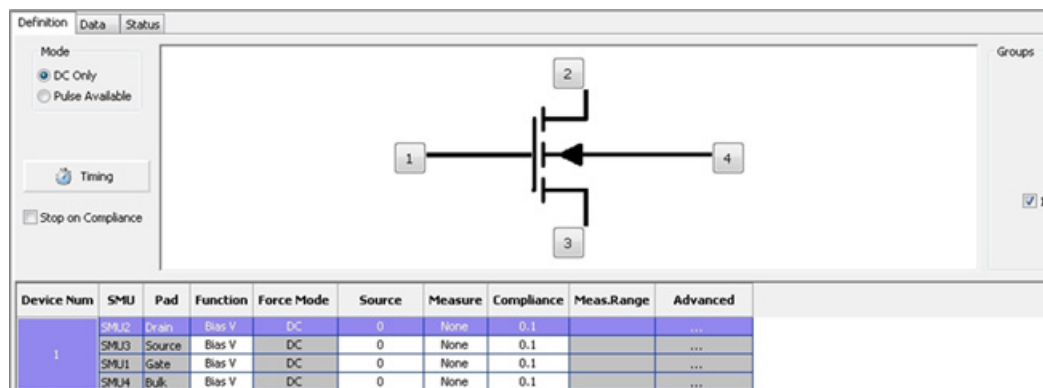 Definition Data Status
Mode
DC Only
Pulse Available
Timing
Stop on Compliance
2
1
4
3
Groups
1
Device Num SMU Pad Function Force Mode Source Measure Compliance Meas.Range Advanced
1
SMU2 Drain Bias V DC 0 None 0.1 ...
SMU3 Source Bias V DC 0 None 0.1 ...
SMU1 Gate Bias V DC 0 None 0.1 ...
SMU4 Bulk Bias V DC 0 None 0.1 ...